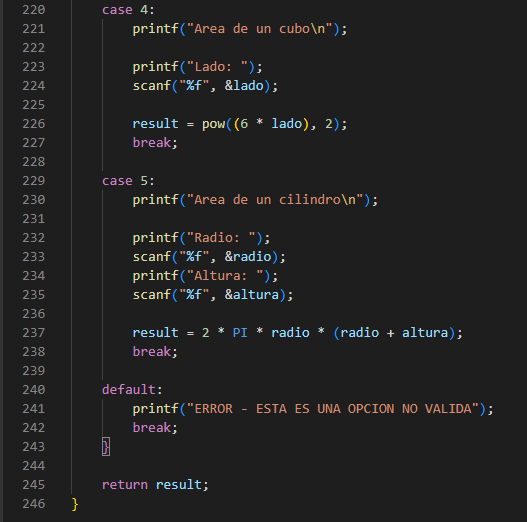 220 case 4:
221 printf("Area de un cubo\n");
222
223 printf("Lado: ");
224 scanf("%f", &lado);
225
226 result = pow((6 * lado), 2);
227 break;
228
229 case 5:
230 printf("Area de un cilindro\n");
231
232 printf("Radio: ");
233 scanf("%f", &radio);
234 printf("Altura: ");
235 scanf("%f", &altura);
236
237 result = 2 * PI * radio * (radio + altura);
238 break;
239
240 default:
241 printf("ERROR - ESTA ES UNA OPCION NO VALIDA");
242 break;
243 }
244
245 return result;
246 }